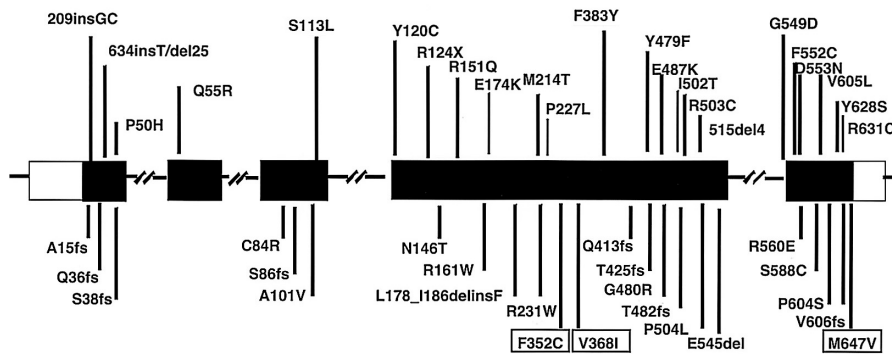 209insGC
634insT/del25
P50H
Q55R
S113L
Y120C
R124X
R151Q
E174K
M214T
P227L
F383Y
Y479F
E487K
I502T
R503C
515del4
G549D
F552C
D553N
V605L
Y628S
R631C
A15fs
Q36fs
S38fs
C84R
S86fs
A101V
N146T
R161W
L178_I186delinsF
R231W
F352C
V368I
Q413fs
T425fs
G480R
T482fs
P504L
E545del
R560E
S588C
P604S
V606fs
M647V